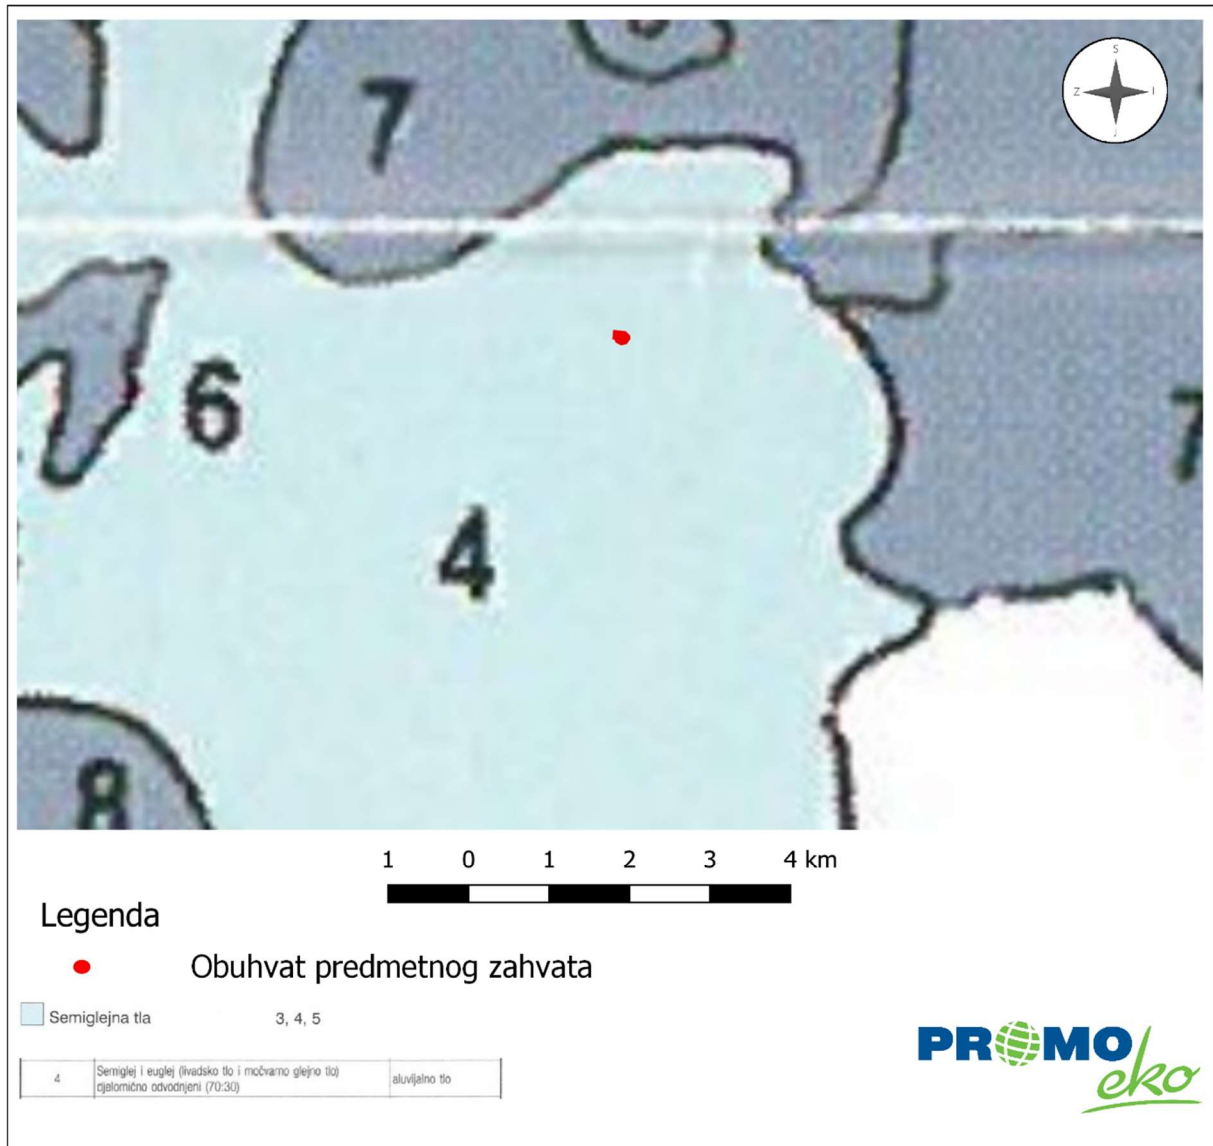 7
S
Z I
J
6
7
4
8
1 0 1 2 3 4 km
Legenda
Obuhvat predmetnog zahvata
Semiglejna tla 3, 4, 5
4 Semiglej i euglej (livadsko tlo i močvarno glejno tlo) aluvijalno tlo
djelomično odvodnjeni (70:30)
PROMO
eko